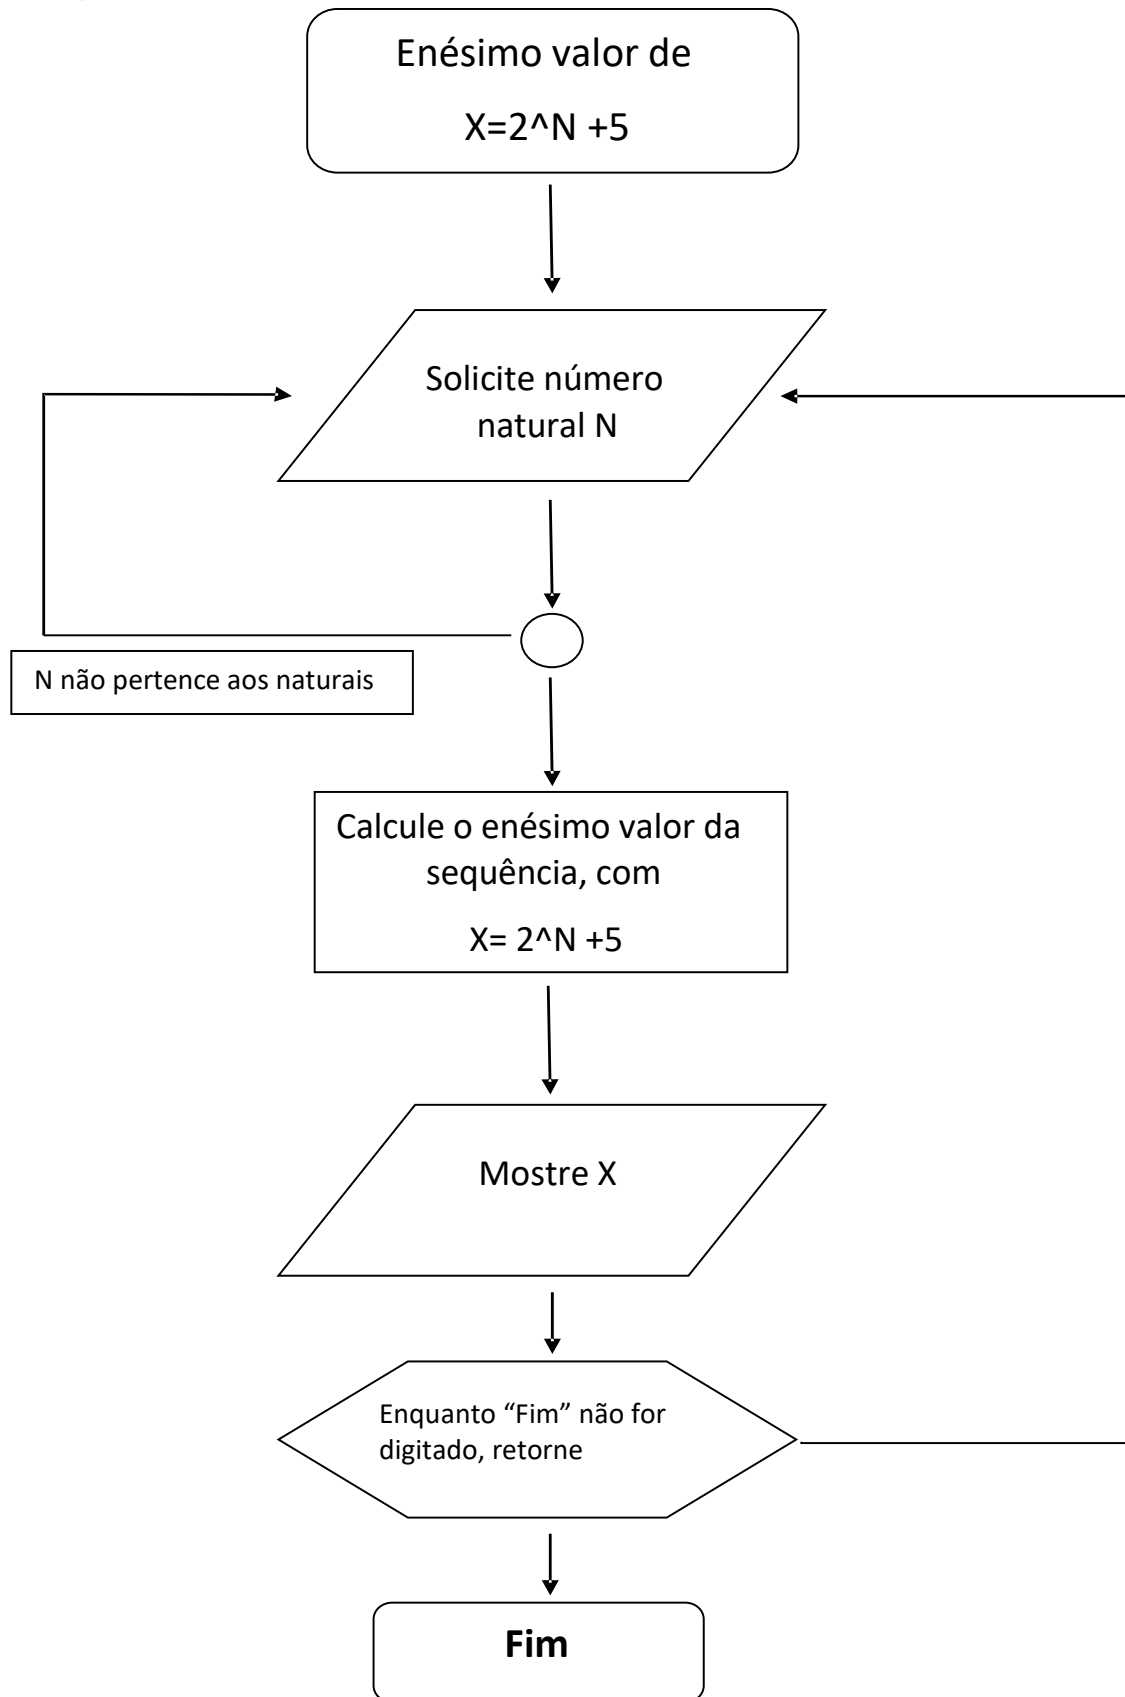 Enésimo valor de
X=2^N +5
Solicite número
natural N
N não pertence aos naturais
Calcule o enésimo valor da
sequência, com
X= 2^N +5
Mostre X
Enquanto “Fim” não for
digitado, retorne
Fim